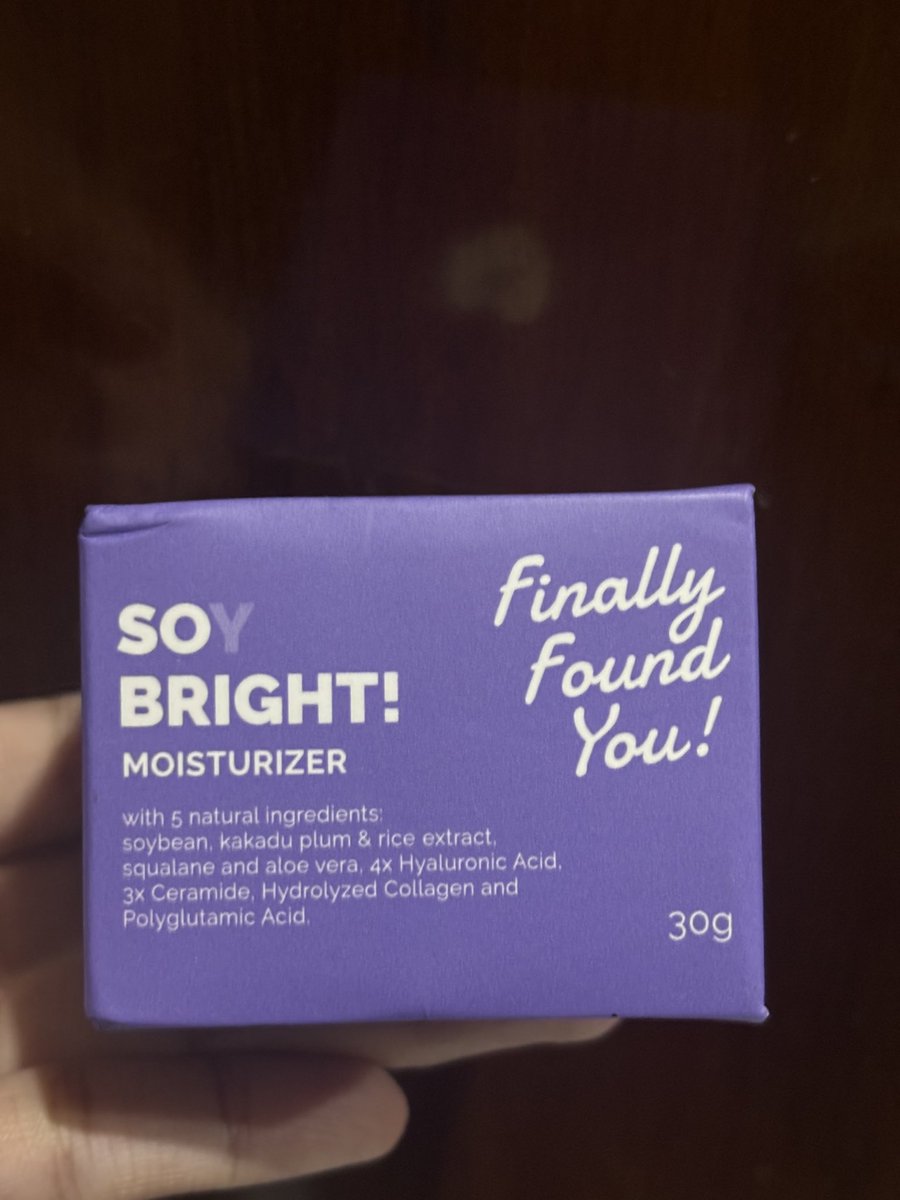 SOY
BRIGHT!
MOISTURIZER
with 5 natural ingredients:
soybean, kakadu plum & rice extract,
squalane and aloe vera, 4x Hyaluronic Acid,
3x Ceramide, Hydrolyzed Collagen and
Polyglutamic Acid.
Finally
Found
You!
30g